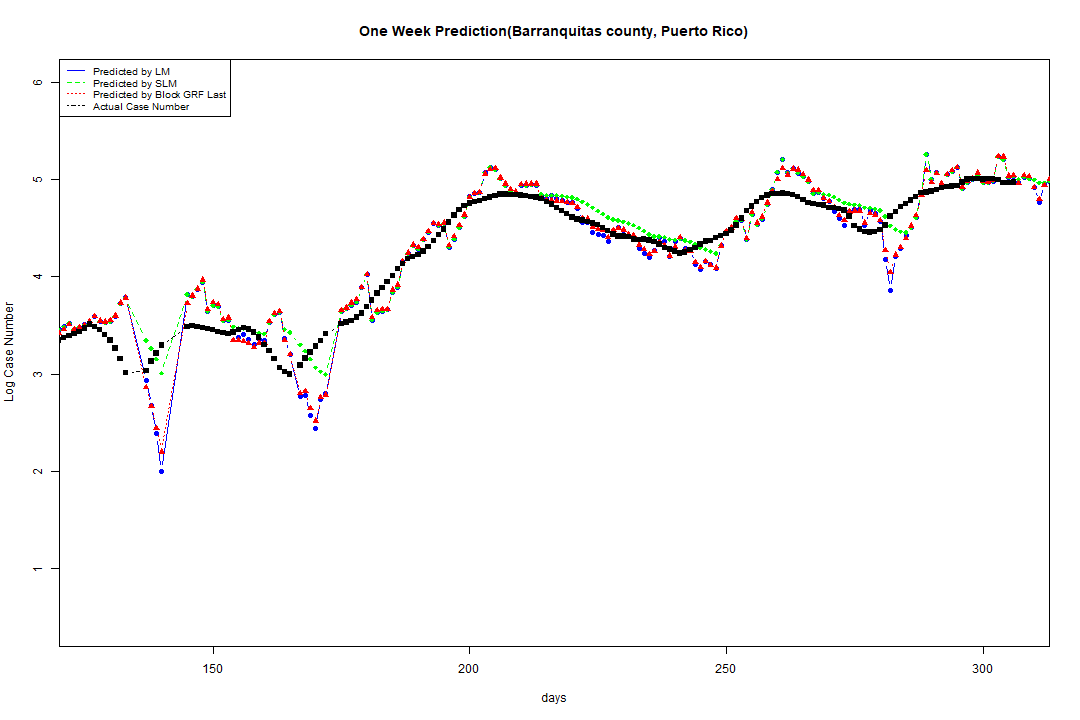 One Week Prediction(Barranquitas county, Puerto Rico)
Predicted by LM
Predicted by SLM
Predicted by Block GRF Last
Actual Case Number
6
5
4
3
2
1
Log Case Number
150
200
250
300
days